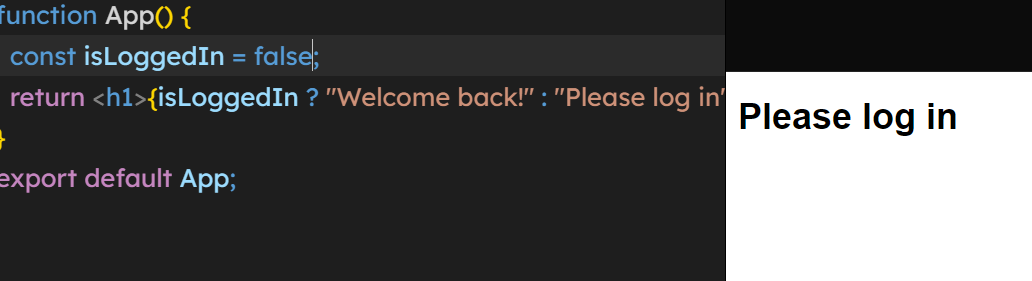 function App() {
const isLoggedIn = false;
return <h1>{isLoggedIn ? "Welcome back!" : "Please log in"
}
export default App;
Please log in